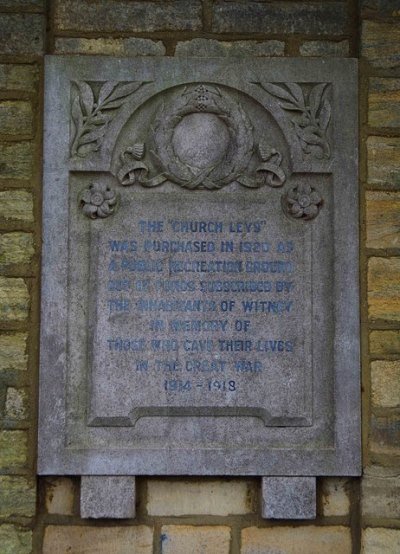 THE "CHURCH LEYS"
WAS PURCHASED IN 1920 AS
A PUBLIC RECREATION GROUND
OUT OF FUNDS SUBSCRIBED BY
THE INHABITANTS OF WITNEY
IN MEMORY OF
THOSE WHO GAVE THEIR LIVES
IN THE GREAT WAR
1914 - 1918